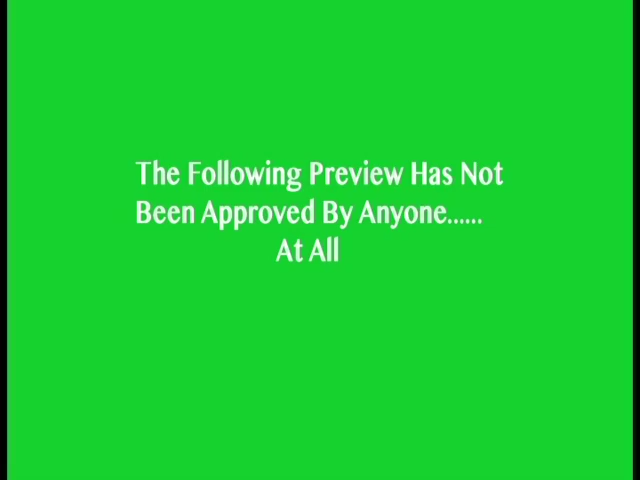 The Following Preview Has Not
Been Approved By Anyone......
At All